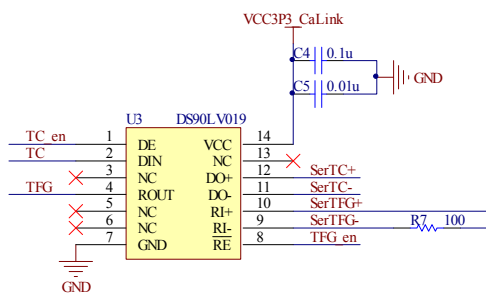 VCC3P3_CaLink
C4 0.1u
GND
C5 0.01u
U3 DS90LV019
TC_en 1 DE VCC 14
TC 2 DIN NC 13
3 NC DO+ 12 SerTC+
TFG 4 ROUT DO- 11 SerTC-
5 NC RI+ 10 SerTFG+
6 NC RI- 9 SerTFG- R7 100
7 GND RE 8 TFG_en
GND